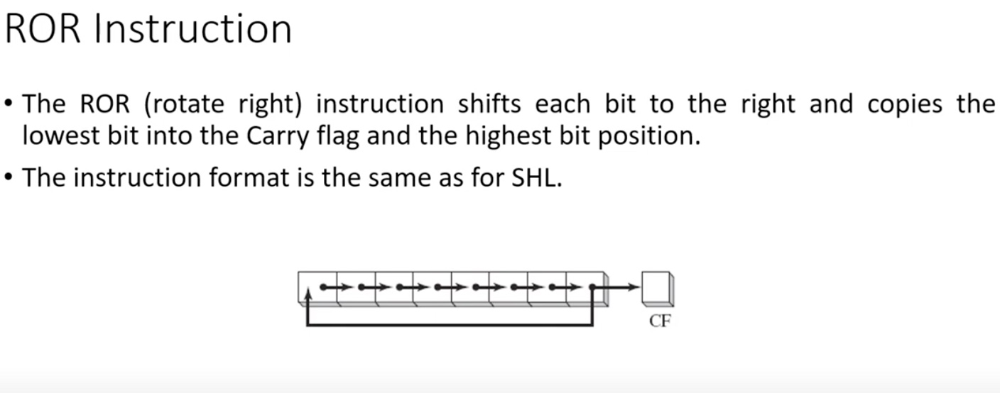 ROR Instruction
• The ROR (rotate right) instruction shifts each bit to the right and copies the
lowest bit into the Carry flag and the highest bit position.
• The instruction format is the same as for SHL.
CF